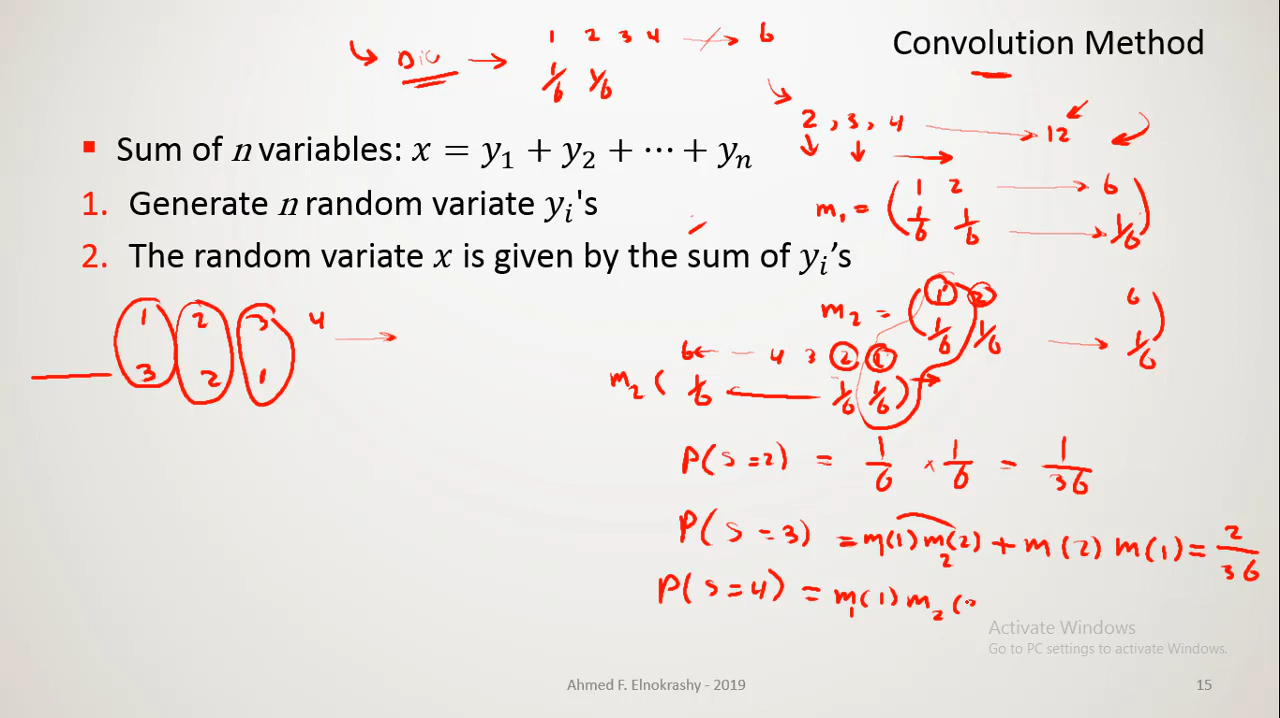 1 2 3 4 → 6
Convolution Method
Dic →
1/6 1/6
2, 3, 4 → 12
▪ Sum of n variables: x = y₁ + y₂ + ⋯ + yₙ
1 2 → 6
m₁ = ( 1/6 1/6 → 1/6 )
1. Generate n random variate yᵢ's
2. The random variate x is given by the sum of yᵢ's
1 2 3 4 →
3 2 1
1 2 6
m₂ = ( 1/6 1/6 → 1/6 )
6 ← 4 3 2 1
m₂ ( 1/6 1/6 1/6 )
P(S=2) = 1/6 × 1/6 = 1/36
P(S=3) = m(1) m₂(2) + m(2) m(1) = 2/36
P(S=4) = m₁(1) m₂(
Activate Windows
Go to PC settings to activate Windows.
Ahmed F. Elnokrashy - 2019
15